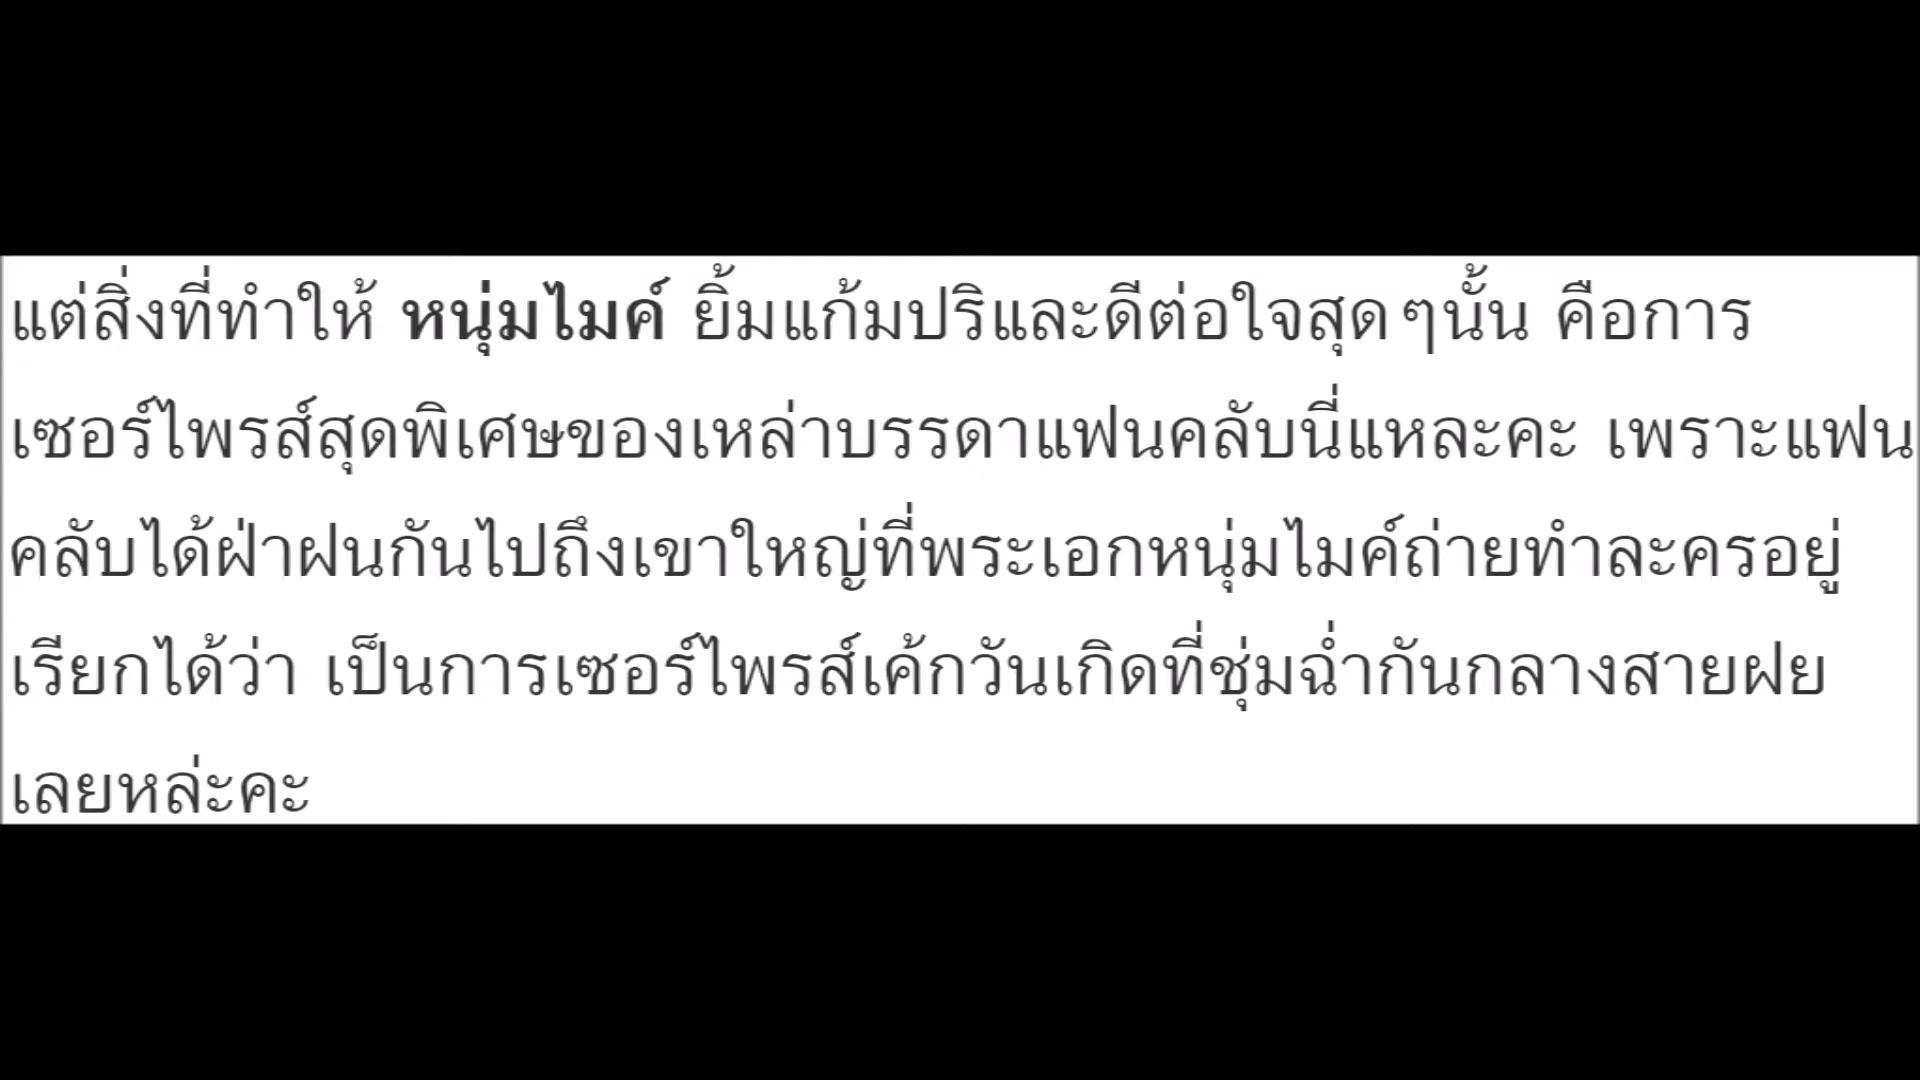 แต่สิ่งที่ทำให้ หนุ่มไมค์ ยิ้มแก้มปริและดีต่อใจสุดๆนั้น คือการ
เซอร์ไพรส์สุดพิเศษของเหล่าบรรดาแฟนคลับนี่แหละคะ เพราะแฟน
คลับได้ฝ่าฝนกันไปถึงเขาใหญ่ที่พระเอกหนุ่มไมค์ถ่ายทำละครอยู่
เรียกได้ว่า เป็นการเซอร์ไพรส์เค้กวันเกิดที่ชุ่มฉ่ำกันกลางสายฝย
เลยหล่ะคะ